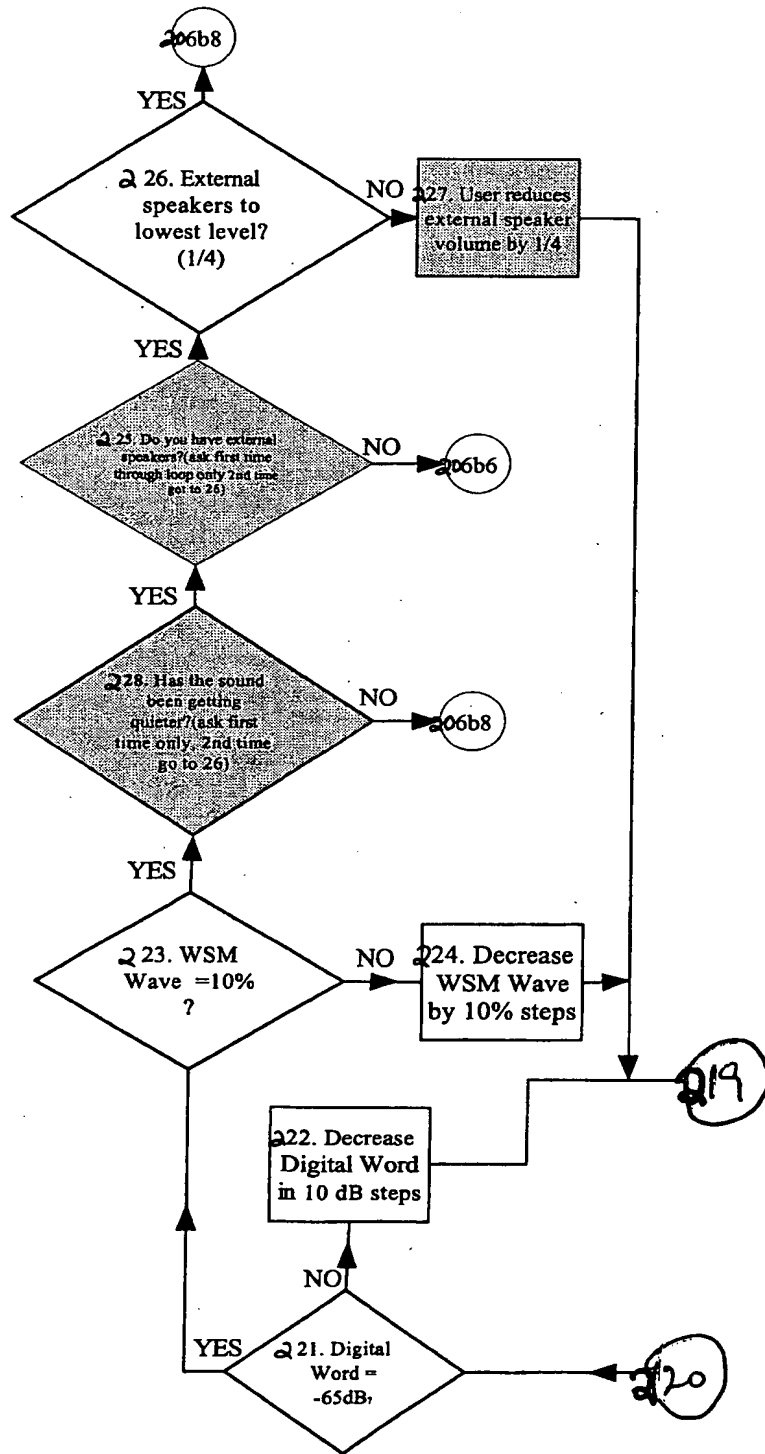 206b8
YES
226. External
speakers to
lowest level?
(1/4)
NO
227. User reduces
external speaker
volume by 1/4
YES
225. Do you have external
speakers?(ask first time
through loop only 2nd time
got to 26)
NO
206b6
YES
228. Has the sound
been getting
quieter?(ask first
time only, 2nd time
go to 26)
NO
206b8
YES
223. WSM
Wave =10%
?
NO
224. Decrease
WSM Wave
by 10% steps
219
222. Decrease
Digital Word
in 10 dB steps
NO
YES
221. Digital
Word =
-65dB?
220